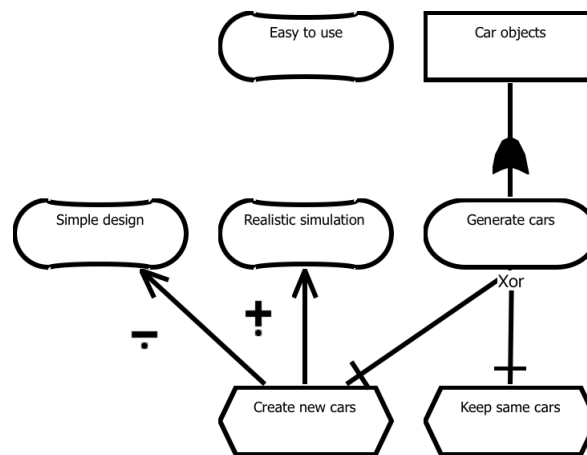 Easy to use
Car objects
Simple design
Realistic simulation
Generate cars
Xor
Create new cars
Keep same cars